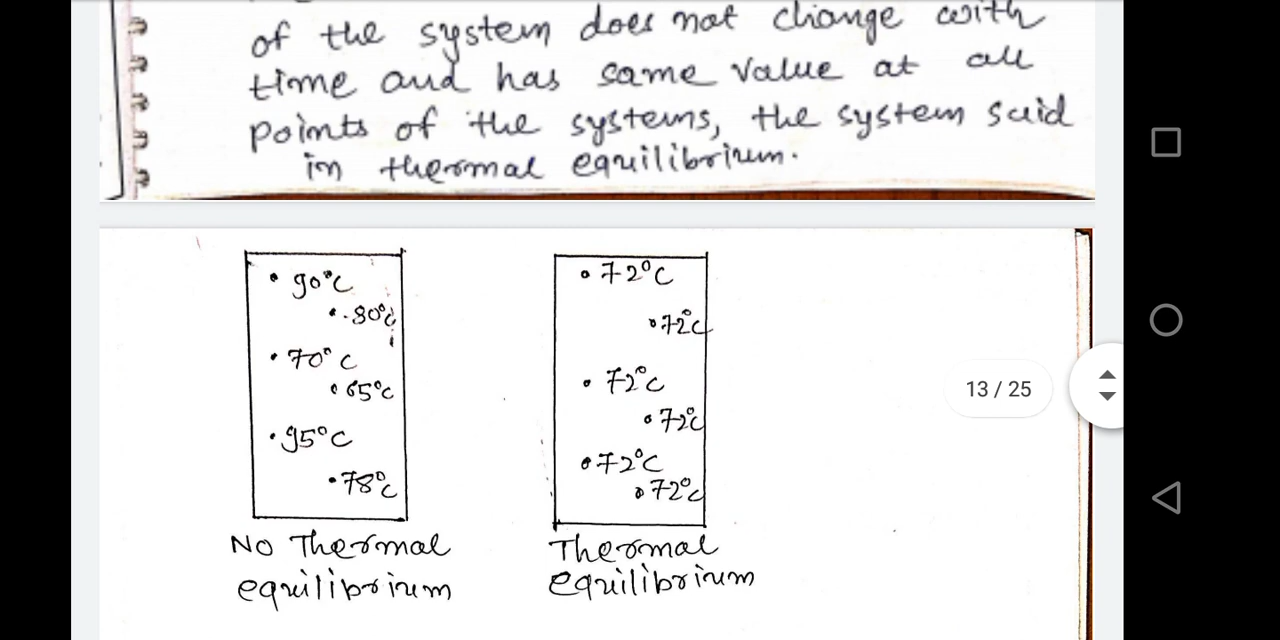 of the system does not change with
time and has same value at all
points of the systems, the system said
in thermal equilibrium.
90°C
80°C
70°C
65°C
95°C
78°C
No Thermal
equilibrium
72°C
72°C
72°C
72°C
72°C
72°C
Thermal
equilibrium
13 / 25